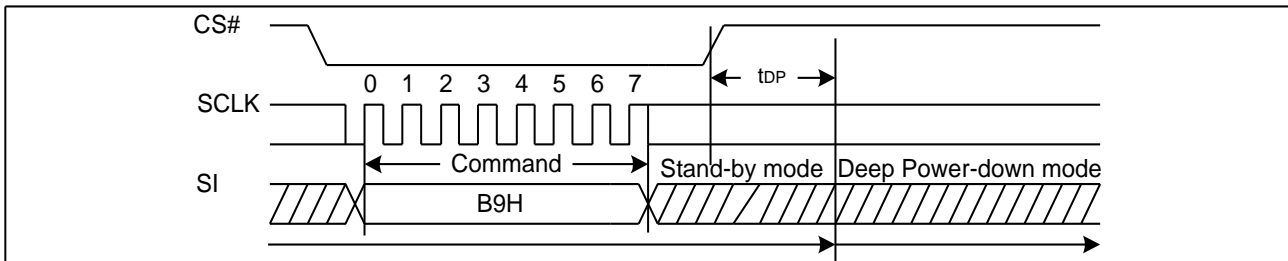 CS#
tDP
0 1 2 3 4 5 6 7
SCLK
Command
Stand-by mode Deep Power-down mode
SI
B9H